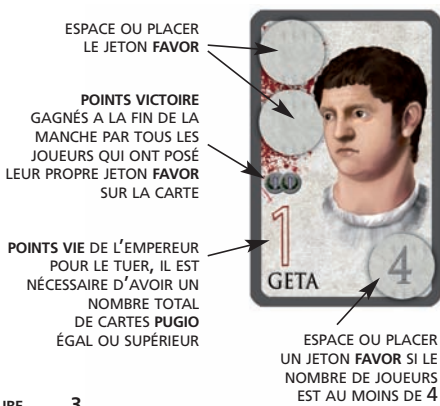 ESPACE OU PLACER
LE JETON FAVOR
POINTS VICTOIRE
GAGNÉS A LA FIN DE LA
MANCHE PAR TOUS LES
JOUEURS QUI ONT POSÉ
LEUR PROPRE JETON FAVOR
SUR LA CARTE
POINTS VIE DE L'EMPEREUR
POUR LE TUER, IL EST
NÉCESSAIRE D'AVOIR UN
NOMBRE TOTAL
DE CARTES PUGIO
ÉGAL OU SUPÉRIEUR
1
GETA
4
ESPACE OU PLACER
UN JETON FAVOR SI LE
NOMBRE DE JOUEURS
EST AU MOINS DE 4
URE 3